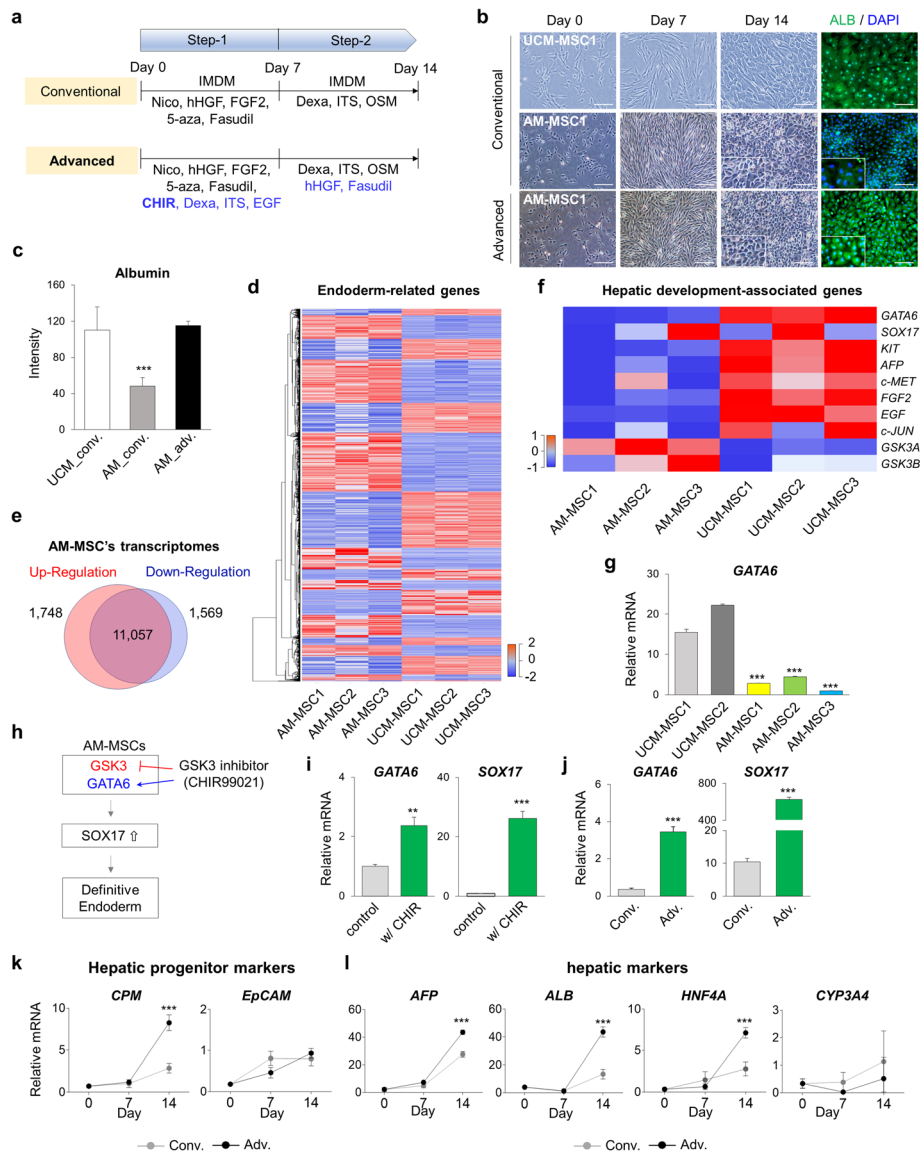 a
Step-1 Step-2
Day 0 Day 7 Day 14
Conventional
IMDM IMDM
Nico, hHGF, FGF2, Dexa, ITS, OSM
5-aza, Fasudil
Advanced
Nico, hHGF, FGF2, Dexa, ITS, OSM
5-aza, Fasudil, hHGF, Fasudil
CHIR, Dexa, ITS, EGF
b
Day 0 Day 7 Day 14 ALB / DAPI
Conventional
UCM-MSC1
AM-MSC1
Advanced
AM-MSC1
c
Albumin
Intensity
160
120
80
40
0
***
UCM_conv. AM_conv. AM_adv.
d
Endoderm-related genes
2
1
0
-1
-2
AM-MSC1 AM-MSC2 AM-MSC3 UCM-MSC1 UCM-MSC2 UCM-MSC3
e
AM-MSC's transcriptomes
Up-Regulation Down-Regulation
1,748 11,057 1,569
f
Hepatic development-associated genes
GATA6
SOX17
KIT
AFP
c-MET
FGF2
EGF
c-JUN
GSK3A
GSK3B
1
0
-1
AM-MSC1 AM-MSC2 AM-MSC3 UCM-MSC1 UCM-MSC2 UCM-MSC3
g
GATA6
Relative mRNA
30
20
10
0
*** *** ***
UCM-MSC1 UCM-MSC2 AM-MSC1 AM-MSC2 AM-MSC3
h
AM-MSCs
GSK3 GSK3 inhibitor
GATA6 (CHIR99021)
SOX17 ⇧
Definitive
Endoderm
i
GATA6 SOX17
Relative mRNA
4
2
0
**
control w/ CHIR
40
20
0
***
control w/ CHIR
j
GATA6 SOX17
Relative mRNA
6
4
2
0
***
Conv. Adv.
800
400
20
10
0
***
Conv. Adv.
k
Hepatic progenitor markers
CPM EpCAM
Relative mRNA
10
5
0
***
0 7 14
Day
2
1
0
0 7 14
Day
Conv. Adv.
l
hepatic markers
AFP ALB HNF4A CYP3A4
60
40
20
0
***
0 7 14
Day
60
40
20
0
***
0 7 14
Day
10
5
0
***
0 7 14
Day
3
2
1
0
0 7 14
Day
Conv. Adv.